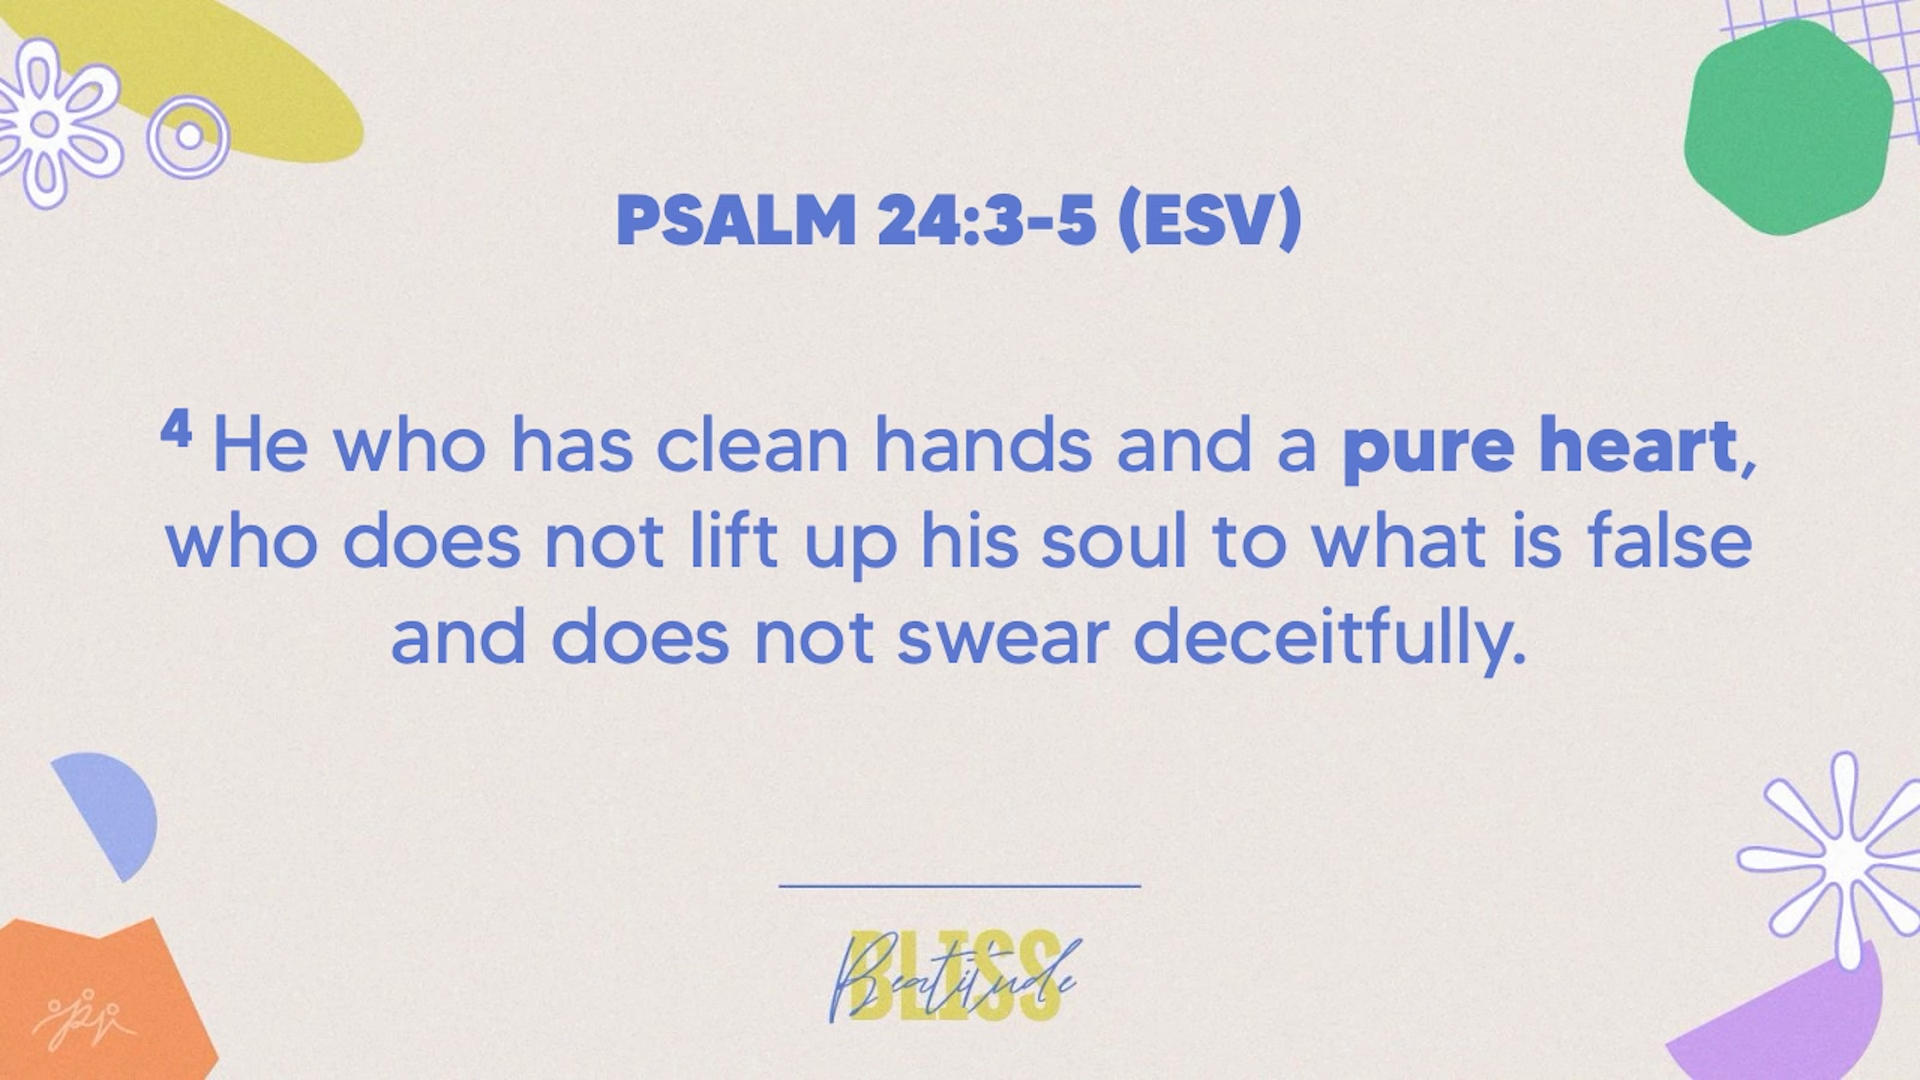 PSALM 24:3-5 (ESV)
4 He who has clean hands and a pure heart,
who does not lift up his soul to what is false
and does not swear deceitfully.
BLISS
Beatitude